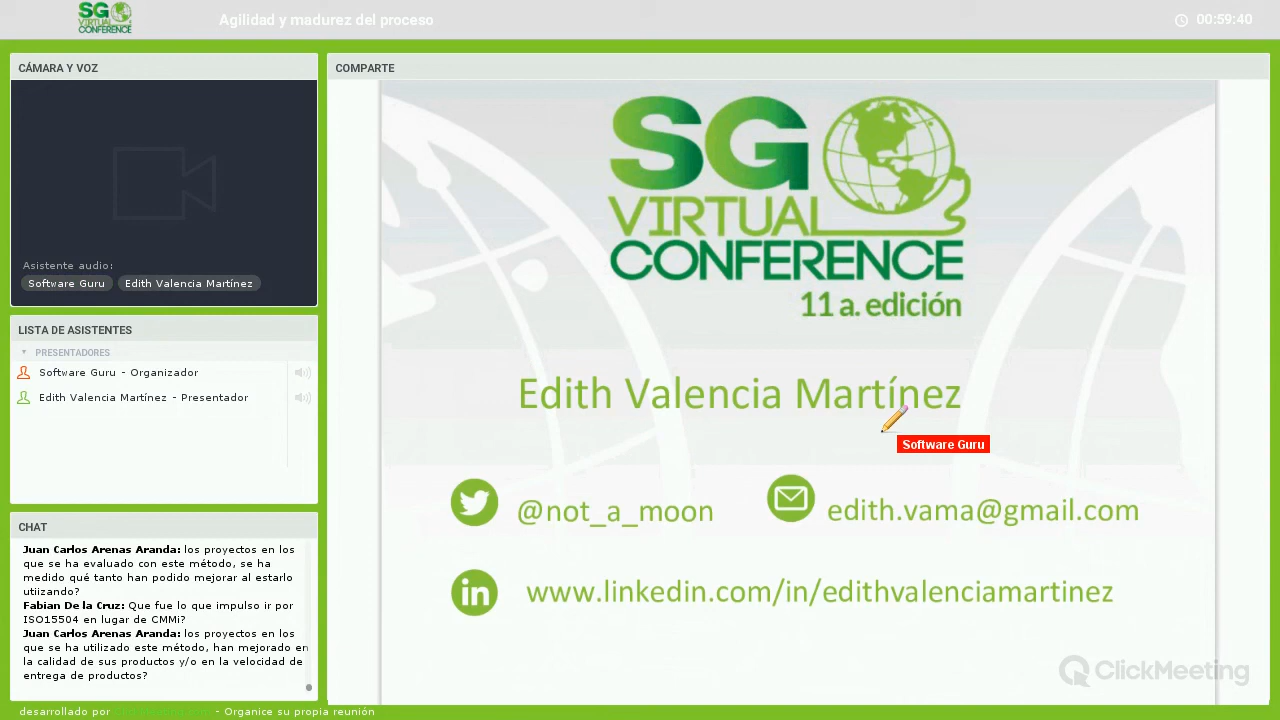 SG
VIRTUAL
CONFERENCE
Agilidad y madurez del proceso
00:59:40
CÁMARA Y VOZ
Asistente audio:
Software Guru
Edith Valencia Martínez
LISTA DE ASISTENTES
PRESENTADORES
Software Guru - Organizador
Edith Valencia Martínez - Presentador
CHAT
Juan Carlos Arenas Aranda: los proyectos en los
que se ha evaluado con este método, se ha
medido qué tanto han podido mejorar al estarlo
utiizando?
Fabian De la Cruz: Que fue lo que impulso ir por
ISO15504 en lugar de CMMi?
Juan Carlos Arenas Aranda: los proyectos en los
que se ha utilizado este método, han mejorado en
la calidad de sus productos y/o en la velocidad de
entrega de productos?
COMPARTE
SG
VIRTUAL
CONFERENCE
11 a. edición
Edith Valencia Martínez
Software Guru
@not_a_moon
edith.vama@gmail.com
www.linkedin.com/in/edithvalenciamartinez
ClickMeeting
desarrollado por
- Organice su propia reunión